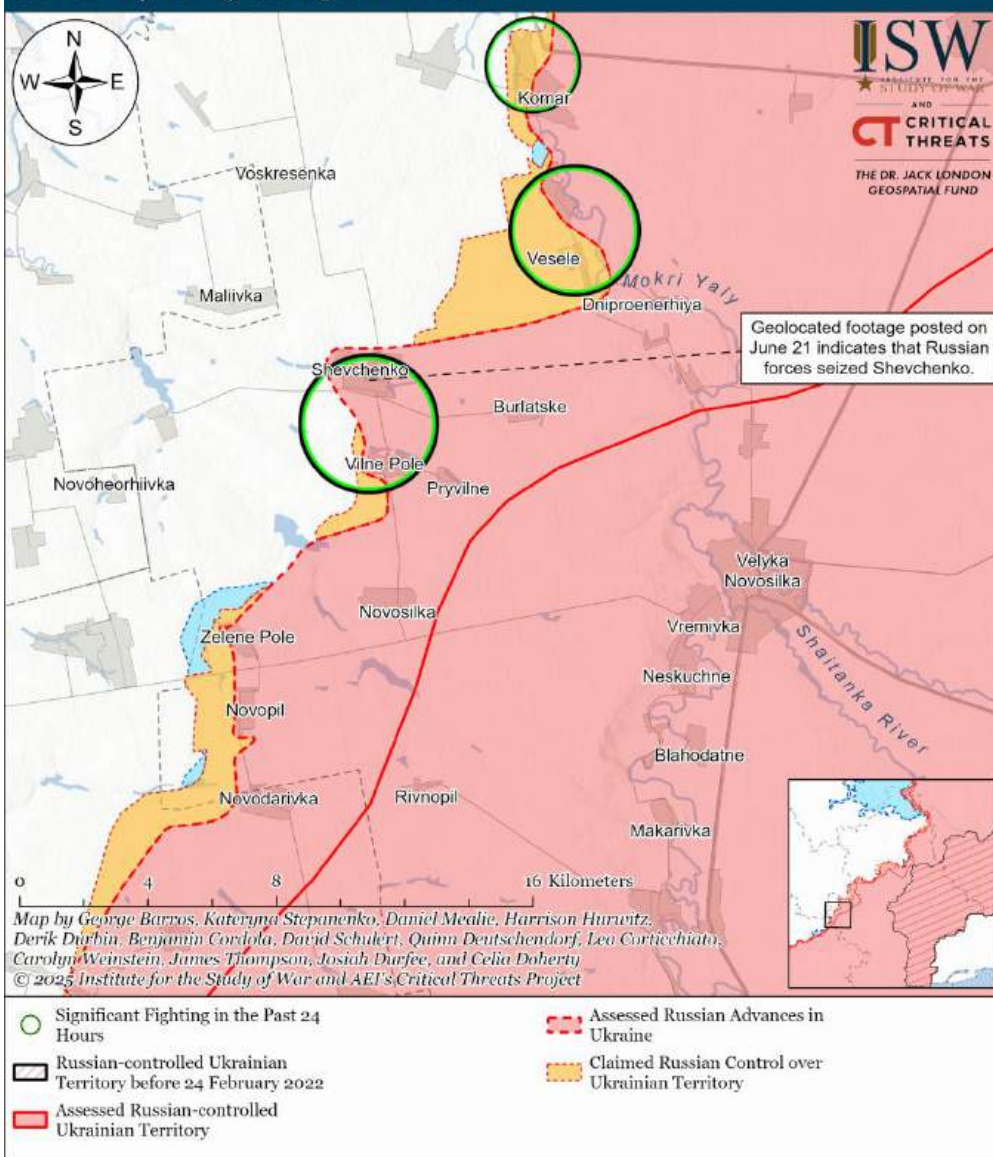 N
W
E
S
ISW
INSTITUTE FOR THE
STUDY OF WAR
AND
CT CRITICAL
THREATS
THE DR. JACK LONDON
GEOSPATIAL FUND
Komar
Voskresenka
Vesele
Mokri Yaly
Maliivka
Dniproenerhiya
Geolocated footage posted on
June 21 indicates that Russian
forces seized Shevchenko.
Shevchenko
Burlatske
Vilne Pole
Novoheorhiivka
Pryvilne
Velyka
Novosilka
Novosilka
Vremivka
Zelene Pole
Shaitanka River
Neskuchne
Novopil
Blahodatne
Novodarivka
Rivnopil
Makarivka
0
4
8
16 Kilometers
Map by George Barros, Kateryna Stepanenko, Daniel Mealie, Harrison Hurwitz,
Derik Durbin, Benjamin Cordola, David Schulert, Quinn Deutschendorf, Lea Corticchiato,
Carolyn Weinstein, James Thompson, Josiah Durfee, and Celia Doherty
© 2025 Institute for the Study of War and AEI's Critical Threats Project
Significant Fighting in the Past 24
Hours
Russian-controlled Ukrainian
Territory before 24 February 2022
Assessed Russian-controlled
Ukrainian Territory
Assessed Russian Advances in
Ukraine
Claimed Russian Control over
Ukrainian Territory